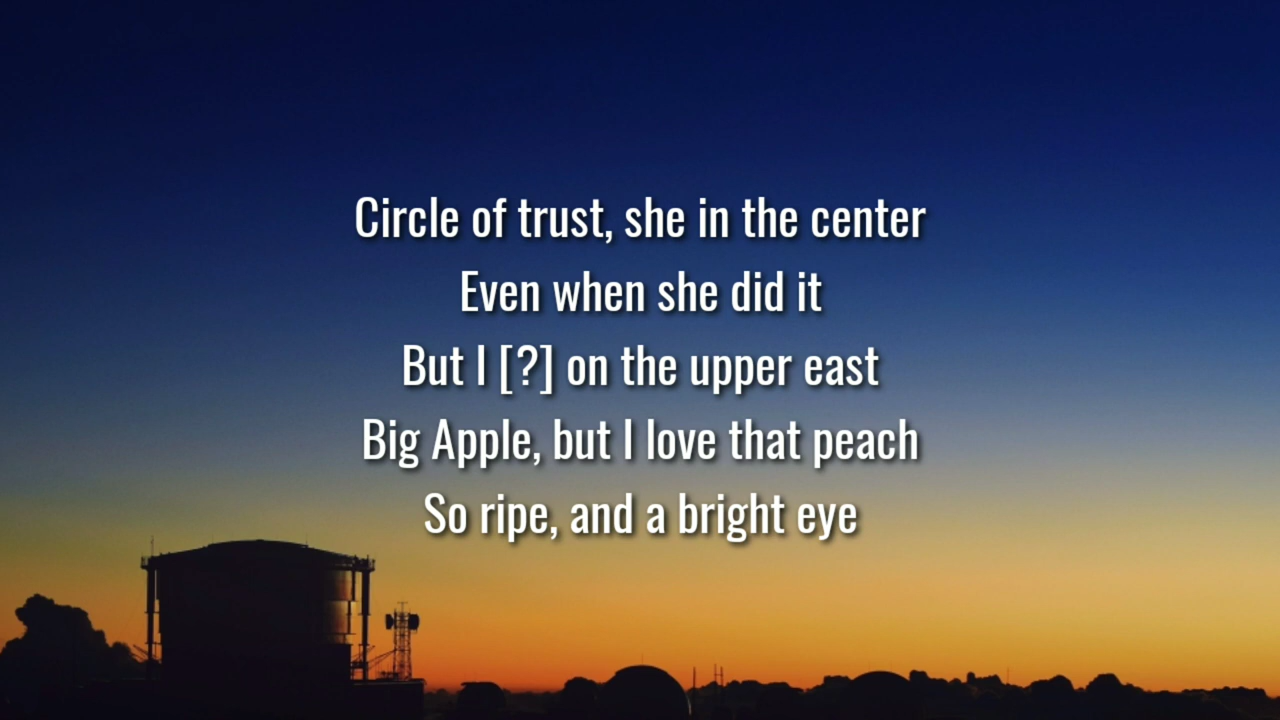 Circle of trust, she in the center
Even when she did it
But I [?] on the upper east
Big Apple, but I love that peach
So ripe, and a bright eye